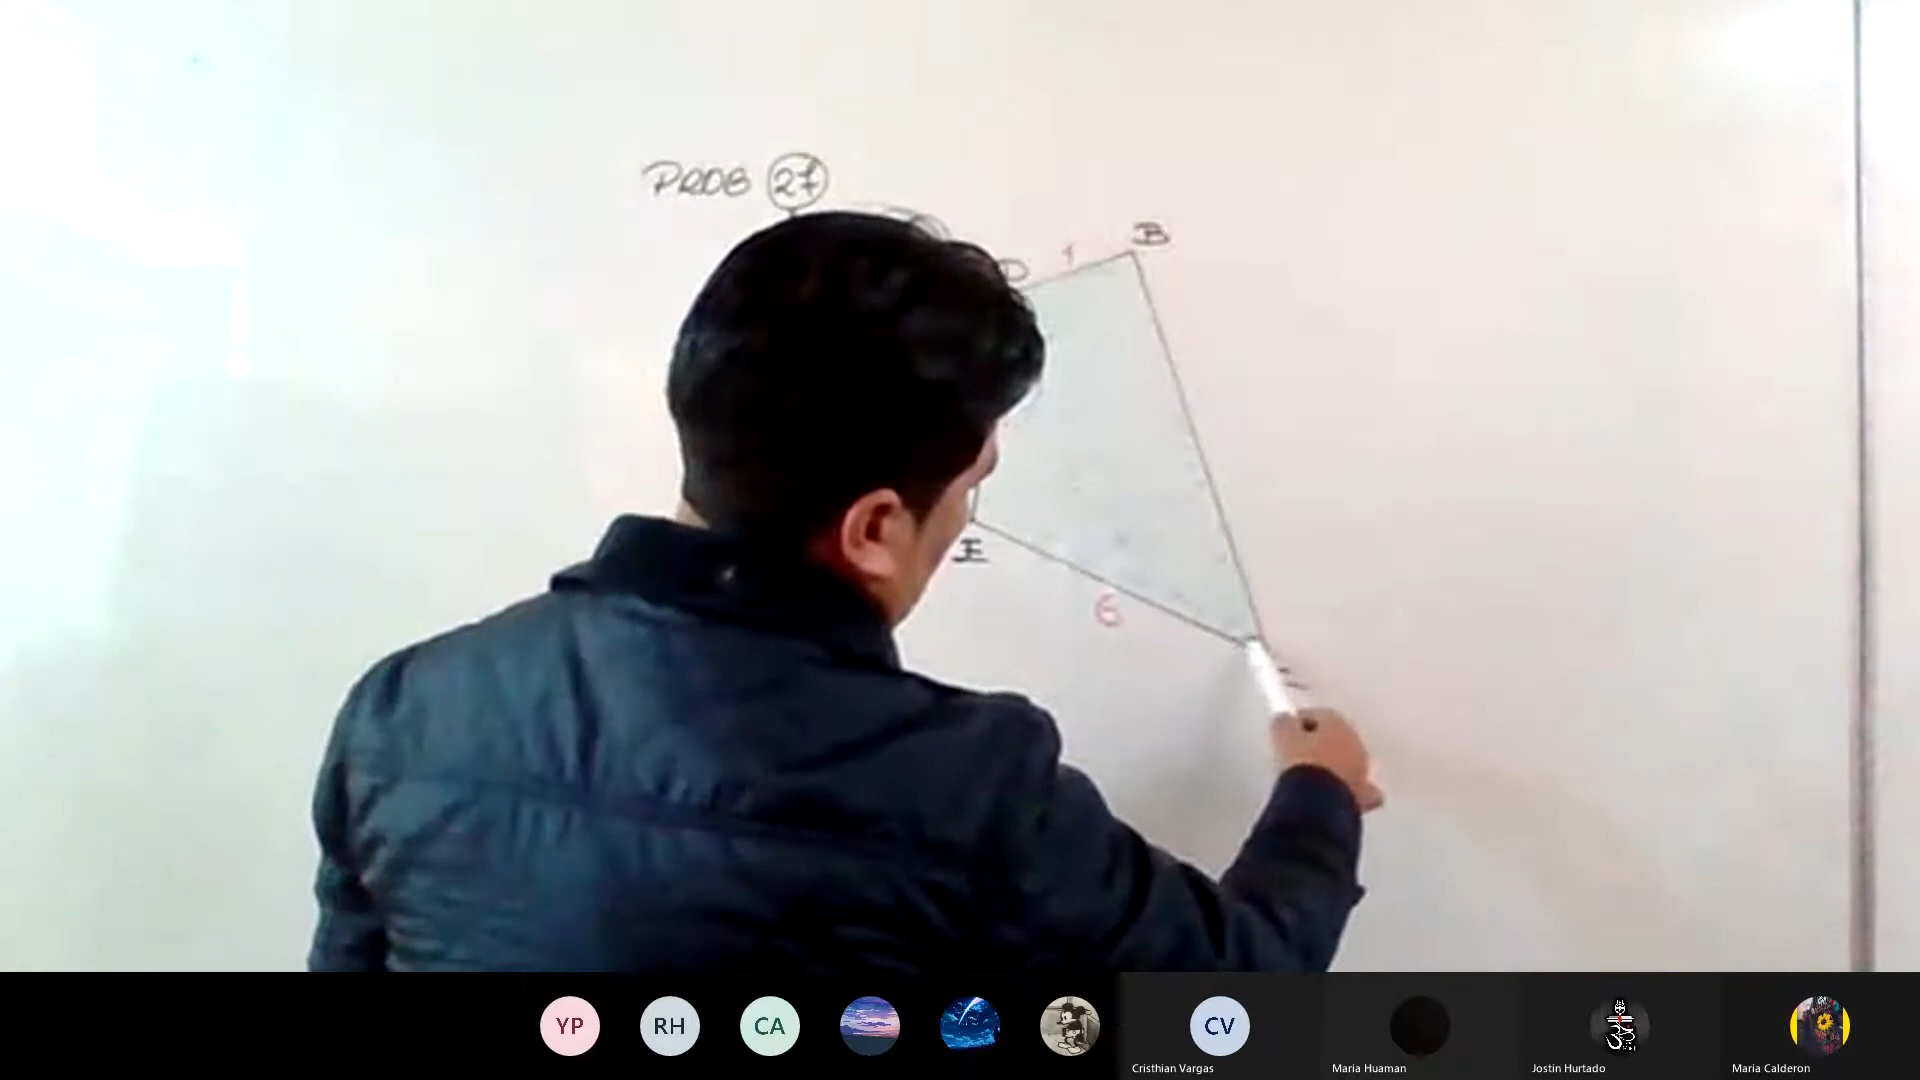 PROB 27
B
1
D
E
6
YP RH CA CV
Cristhian Vargas Maria Huaman Jostin Hurtado Maria Calderon